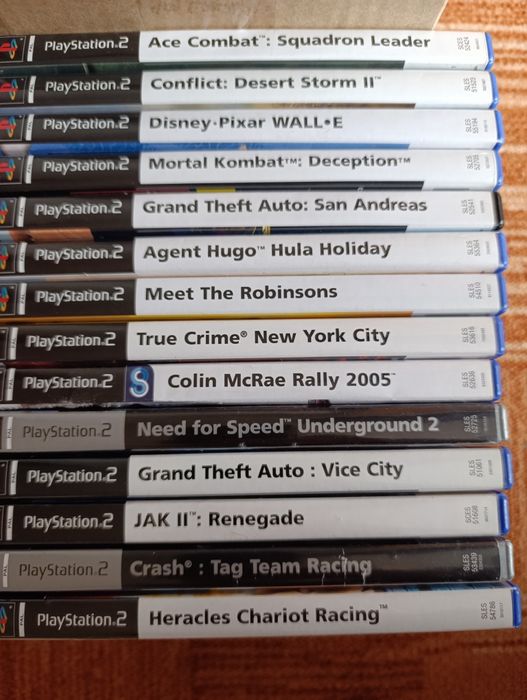 PlayStation.2 Ace Combat™: Squadron Leader
PlayStation.2 Conflict: Desert Storm II™
PlayStation.2 Disney·Pixar WALL•E
PlayStation.2 Mortal Kombat™: Deception™
PlayStation.2 Grand Theft Auto: San Andreas
PlayStation.2 Agent Hugo™ Hula Holiday
PlayStation.2 Meet The Robinsons
PlayStation.2 True Crime® New York City
PlayStation.2 S Colin McRae Rally 2005™
PlayStation.2 Need for Speed™ Underground 2
PlayStation.2 Grand Theft Auto : Vice City
PlayStation.2 JAK II™: Renegade
PlayStation.2 Crash® : Tag Team Racing
PlayStation.2 Heracles Chariot Racing™ SLES 54786